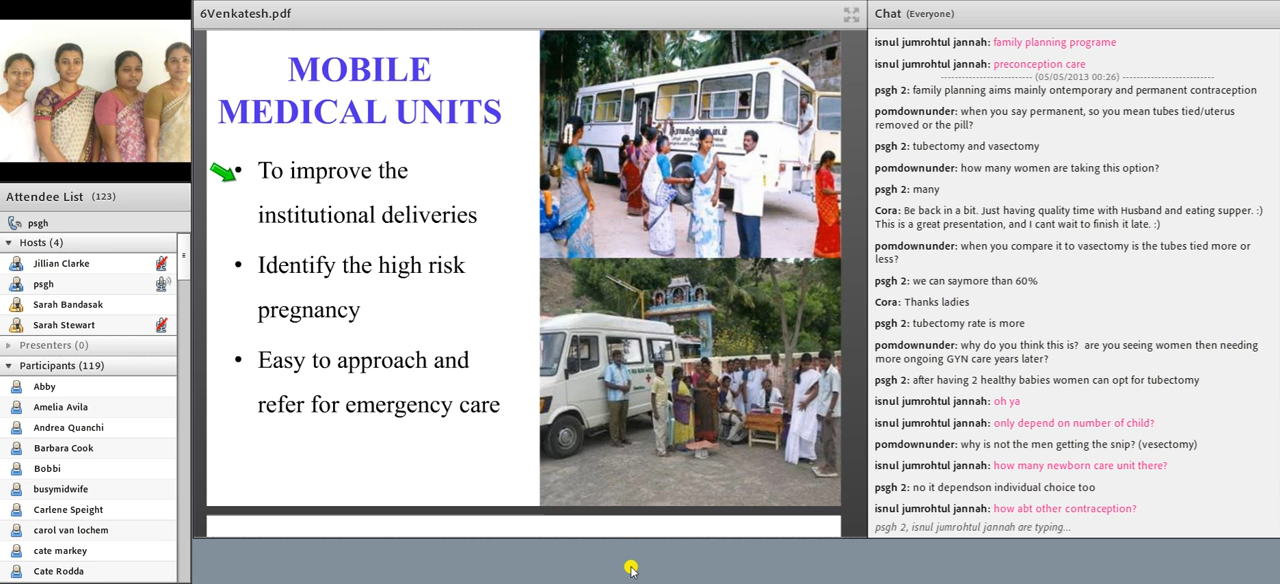 6Venkatesh.pdf
MOBILE
MEDICAL UNITS
• To improve the
institutional deliveries
• Identify the high risk
pregnancy
• Easy to approach and
refer for emergency care
Attendee List (123)
psgh
Hosts (4)
Jillian Clarke
psgh
Sarah Bandasak
Sarah Stewart
Presenters (0)
Participants (119)
Abby
Amelia Avila
Andrea Quanchi
Barbara Cook
Bobbi
busymidwife
Carlene Speight
carol van lochem
cate markey
Cate Rodda
Chat (Everyone)
isnul jumrohtul jannah: family planning programe
isnul jumrohtul jannah: preconception care
------------------------- (05/05/2013 00:26) -------------------------
psgh 2: family planning aims mainly ontemporary and permanent contraception
pomdownunder: when you say permanent, so you mean tubes tied/uterus
removed or the pill?
psgh 2: tubectomy and vasectomy
pomdownunder: how many women are taking this option?
psgh 2: many
Cora: Be back in a bit. Just having quality time with Husband and eating supper. :)
This is a great presentation, and I cant wait to finish it late. :)
pomdownunder: when you compare it to vasectomy is the tubes tied more or
less?
psgh 2: we can saymore than 60%
Cora: Thanks ladies
psgh 2: tubectomy rate is more
pomdownunder: why do you think this is? are you seeing women then needing
more ongoing GYN care years later?
psgh 2: after having 2 healthy babies women can opt for tubectomy
isnul jumrohtul jannah: oh ya
isnul jumrohtul jannah: only depend on number of child?
pomdownunder: why is not the men getting the snip? (vesectomy)
isnul jumrohtul jannah: how many newborn care unit there?
psgh 2: no it dependson individual choice too
isnul jumrohtul jannah: how abt other contraception?
psgh 2, isnul jumrohtul jannah are typing...